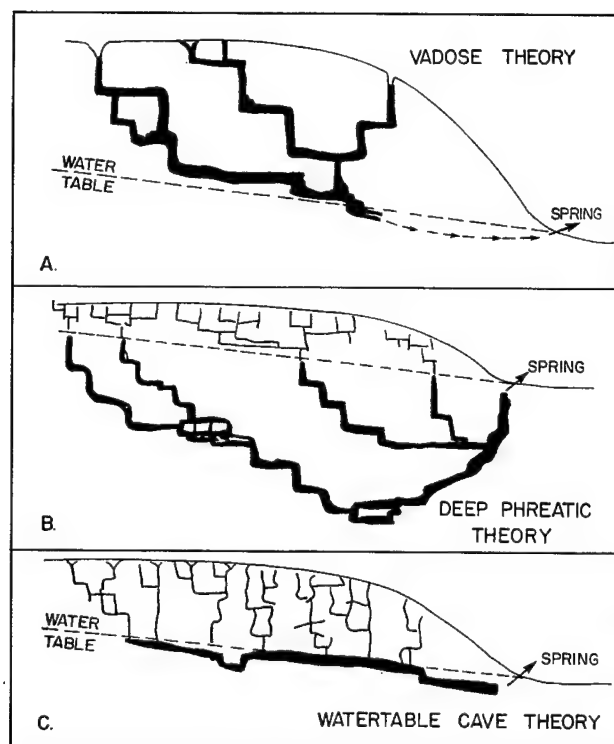 VADOSE THEORY
WATER
TABLE
SPRING
A.
SPRING
B.
DEEP PHREATIC
THEORY
WATER
TABLE
SPRING
C.
WATERTABLE CAVE THEORY